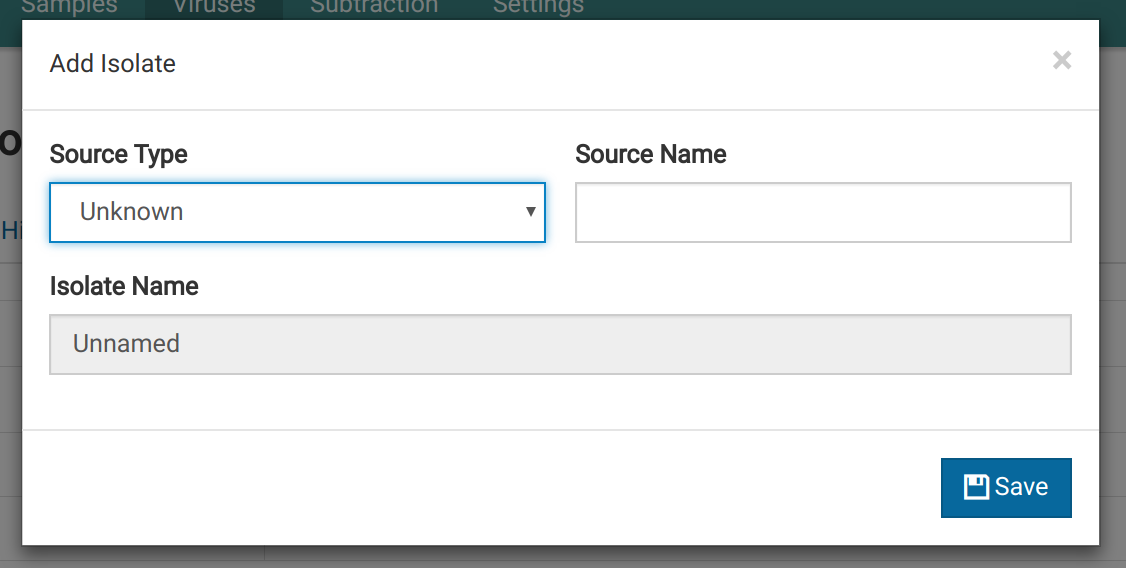 Samples Viruses Subtraction Settings
Add Isolate ×
Source Type Source Name
Unknown
Isolate Name
Unnamed
Save